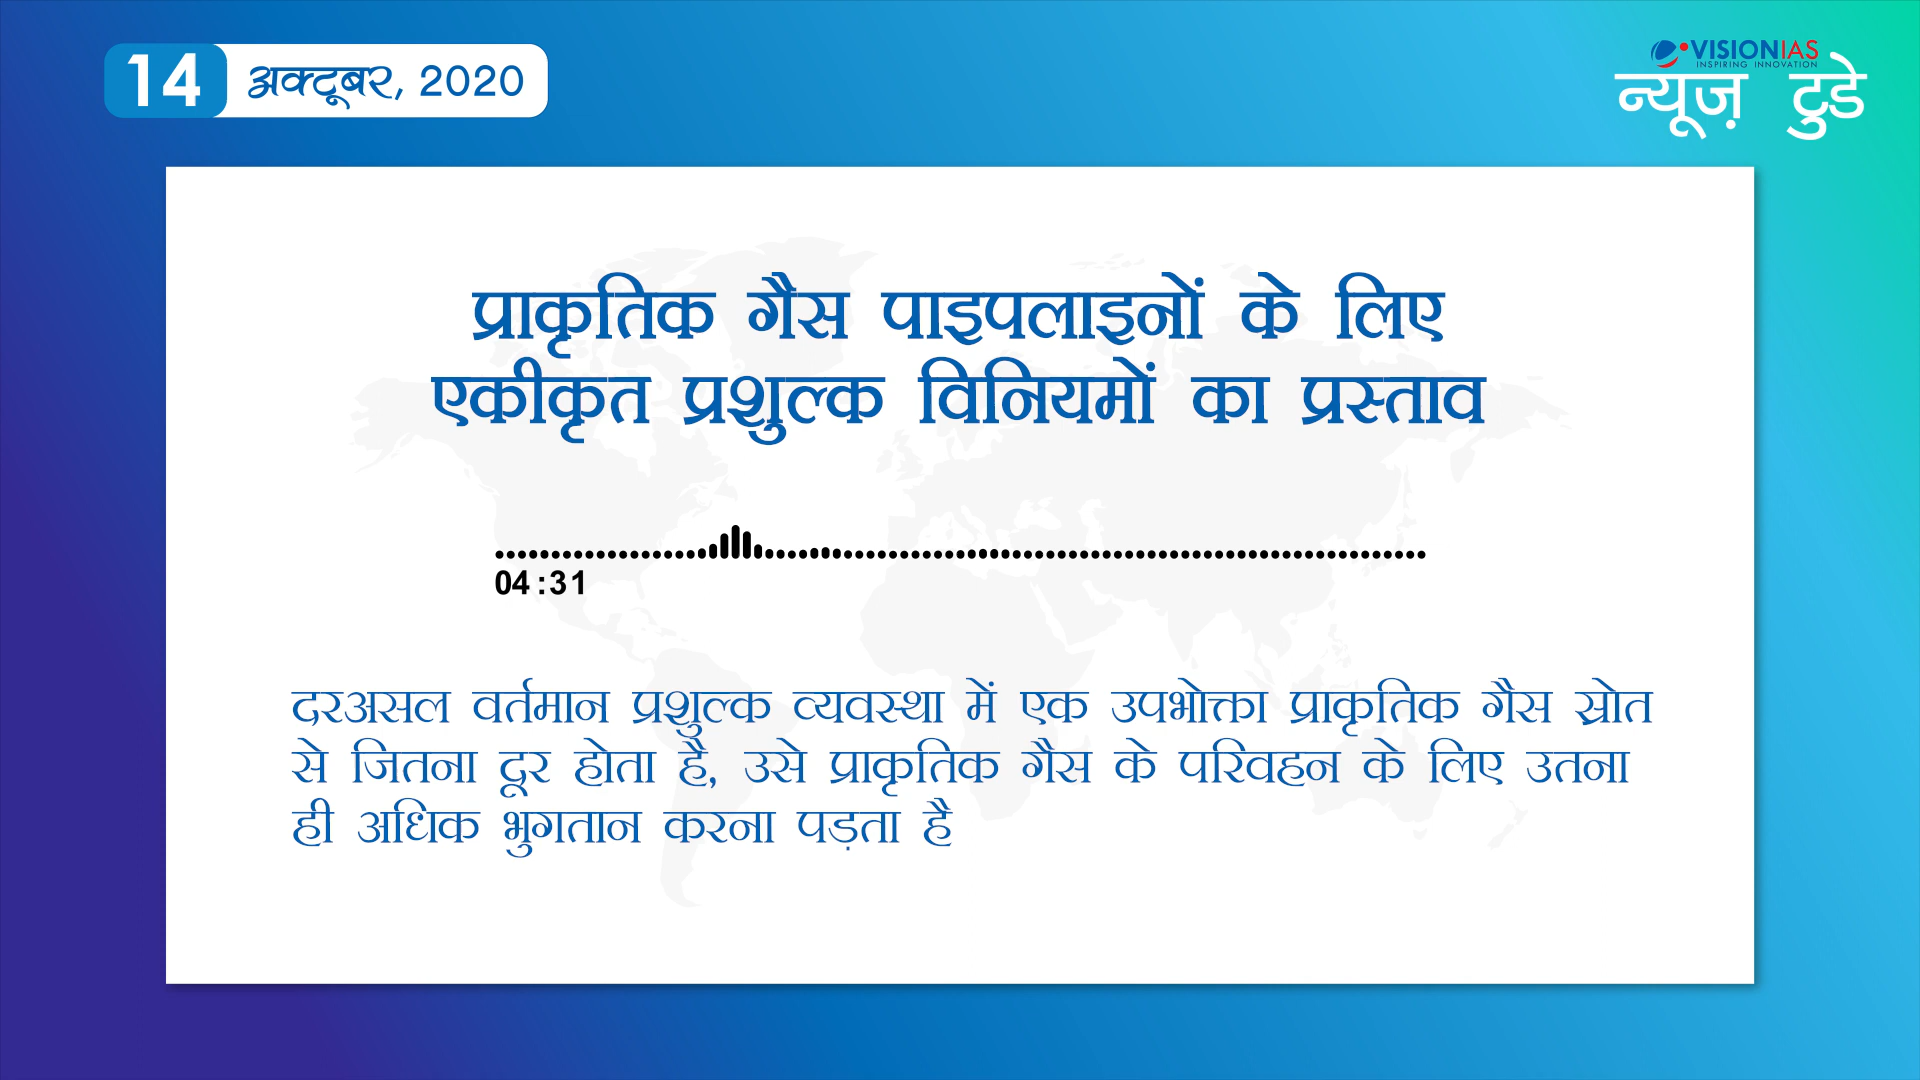 14 अक्टूबर, 2020
VISIONIAS
INSPIRING INNOVATION
न्यूज़ टुडे
प्राकृतिक गैस पाइपलाइनों के लिए
एकीकृत प्रशुल्क विनियमों का प्रस्ताव
04:31
दरअसल वर्तमान प्रशुल्क व्यवस्था में एक उपभोक्ता प्राकृतिक गैस स्रोत
से जितना दूर होता है, उसे प्राकृतिक गैस के परिवहन के लिए उतना
ही अधिक भुगतान करना पड़ता है